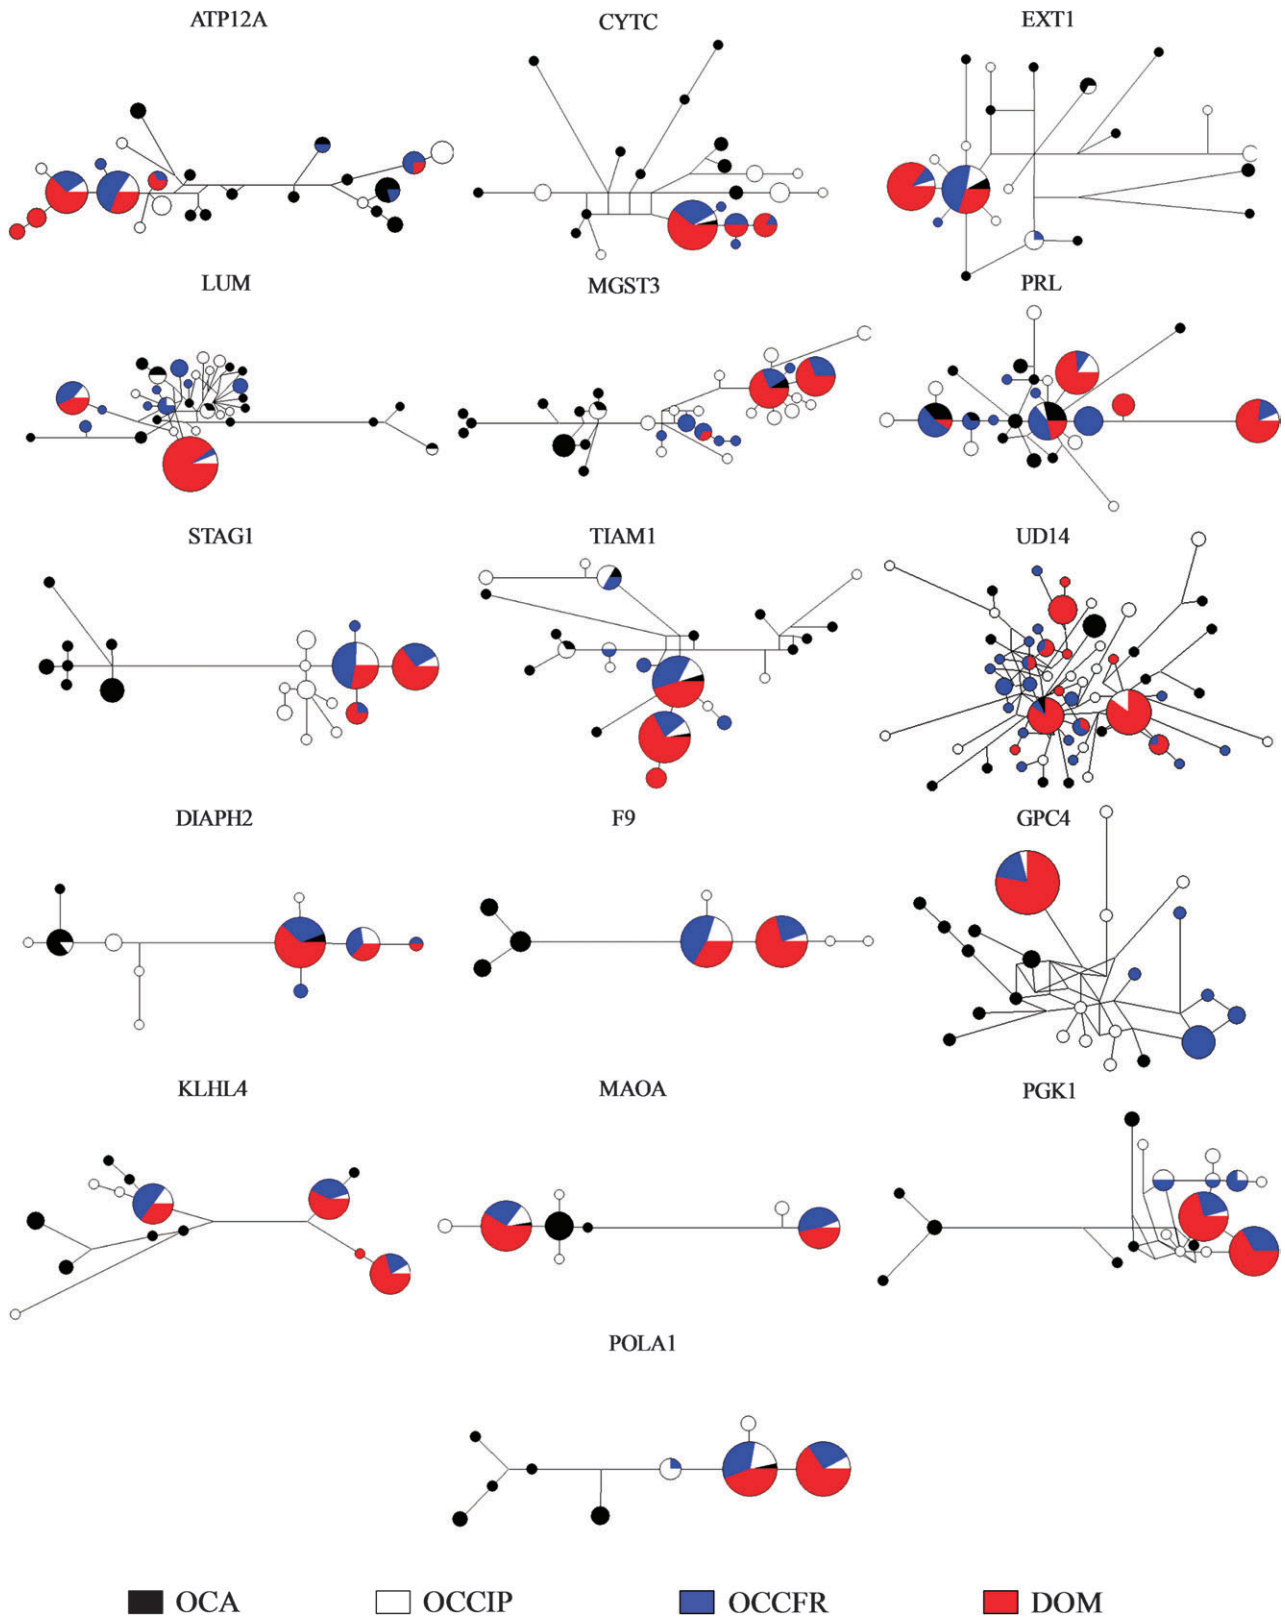 ATP12A CYTC EXT1
LUM MGST3 PRL
STAG1 TIAM1 UD14
DIAPH2 F9 GPC4
KLHL4 MAOA PGK1
POLA1
OCA OCCIP OCCFR DOM